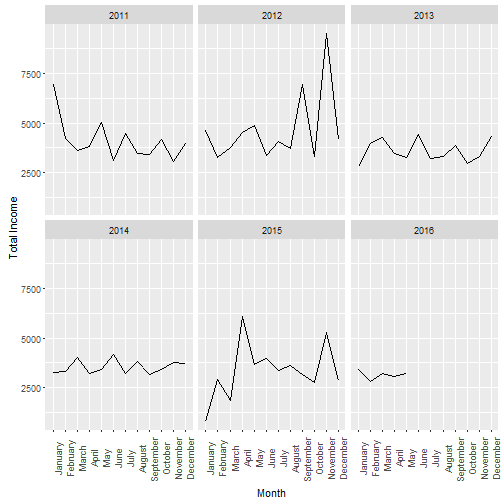 2011 2012 2013
7500
5000
2500
Total Income
2014 2015 2016
7500
5000
2500
January February March April May June July August September October November December January February March April May June July August September October November December January February March April May June July August September October November December
Month